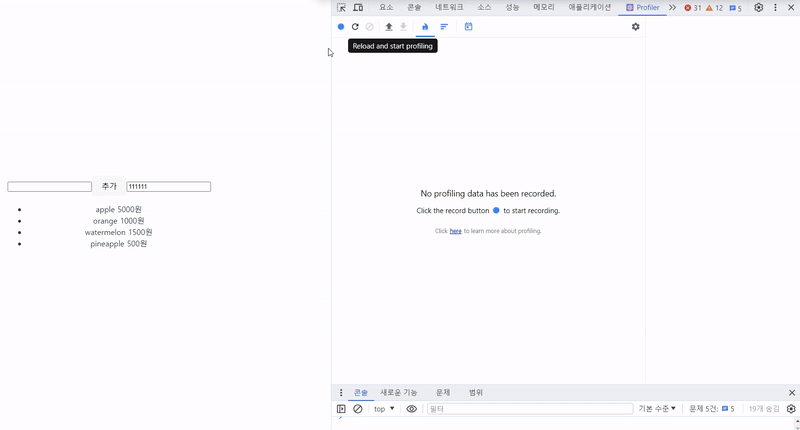 요소 콘솔 네트워크 소스 성능 메모리 애플리케이션 Profiler 31 12 5
Reload and start profiling
추가 111111
apple 5000원
orange 1000원
watermelon 1500원
pineapple 500원
No profiling data has been recorded.
Click the record button to start recording.
Click here to learn more about profiling.
콘솔 새로운 기능 문제 범위
top 필터 기본 수준 문제 5건: 5 19개 숨김